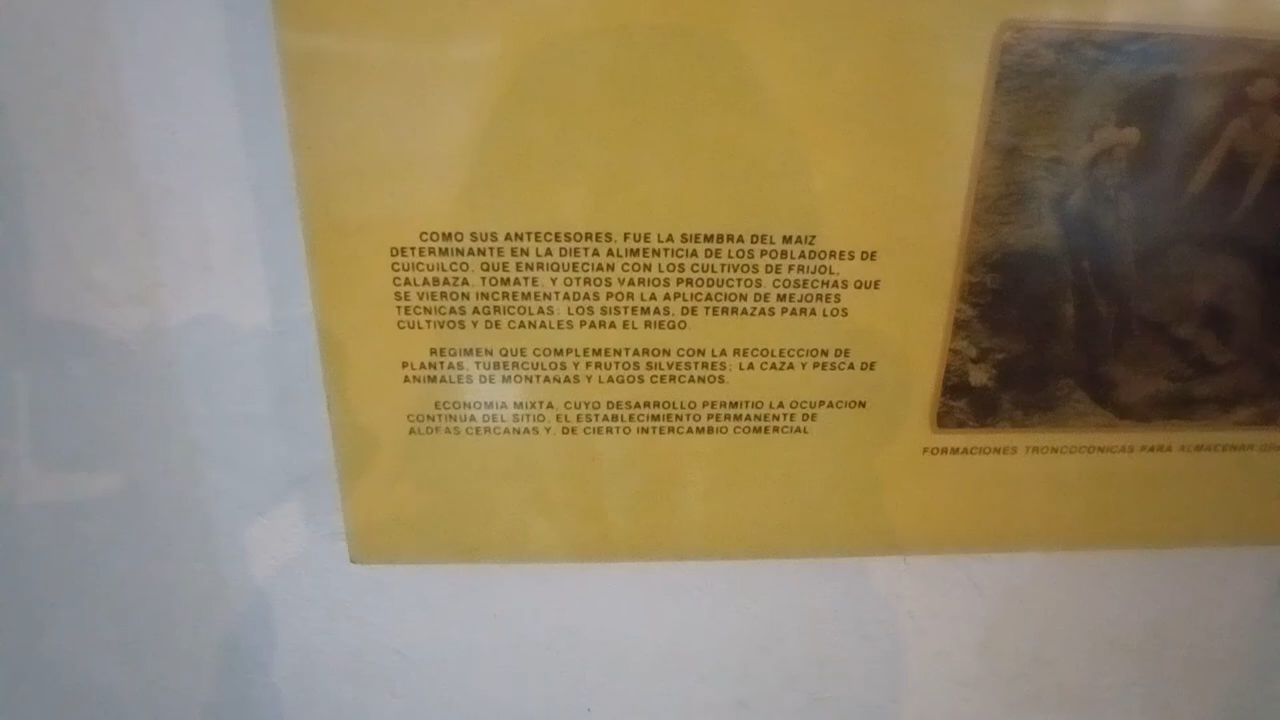 COMO SUS ANTECESORES, FUE LA SIEMBRA DEL MAIZ
DETERMINANTE EN LA DIETA ALIMENTICIA DE LOS POBLADORES DE
CUICUILCO, QUE ENRIQUECIAN CON LOS CULTIVOS DE FRIJOL,
CALABAZA, TOMATE, Y OTROS VARIOS PRODUCTOS. COSECHAS QUE
SE VIERON INCREMENTADAS POR LA APLICACION DE MEJORES
TECNICAS AGRICOLAS: LOS SISTEMAS, DE TERRAZAS PARA LOS
CULTIVOS Y DE CANALES PARA EL RIEGO.
REGIMEN QUE COMPLEMENTARON CON LA RECOLECCION DE
PLANTAS, TUBERCULOS Y FRUTOS SILVESTRES; LA CAZA Y PESCA DE
ANIMALES DE MONTAÑAS Y LAGOS CERCANOS.
ECONOMIA MIXTA, CUYO DESARROLLO PERMITIO LA OCUPACION
CONTINUA DEL SITIO, EL ESTABLECIMIENTO PERMANENTE DE
ALDEAS CERCANAS Y, DE CIERTO INTERCAMBIO COMERCIAL
FORMACIONES TRONCOCONICAS PARA ALMACENAR